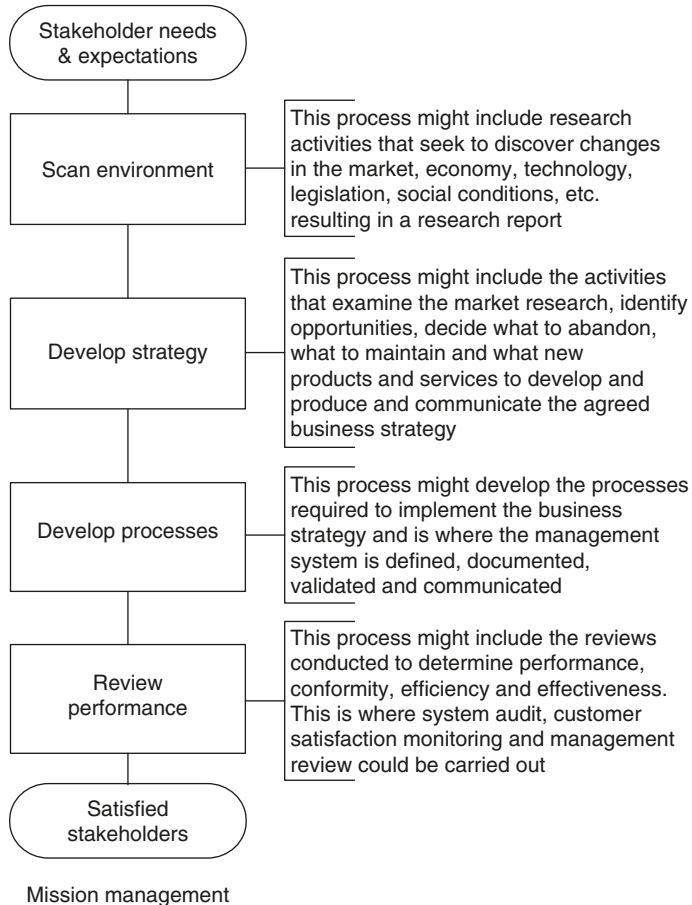 Stakeholder needs
& expectations
Scan environment
This process might include research
activities that seek to discover changes
in the market, economy, technology,
legislation, social conditions, etc.
resulting in a research report
Develop strategy
This process might include the activities
that examine the market research, identify
opportunities, decide what to abandon,
what to maintain and what new
products and services to develop and
produce and communicate the agreed
business strategy
Develop processes
This process might develop the processes
required to implement the business
strategy and is where the management
system is defined, documented,
validated and communicated
Review
performance
This process might include the reviews
conducted to determine performance,
conformity, efficiency and effectiveness.
This is where system audit, customer
satisfaction monitoring and management
review could be carried out
Satisfied
stakeholders
Mission management